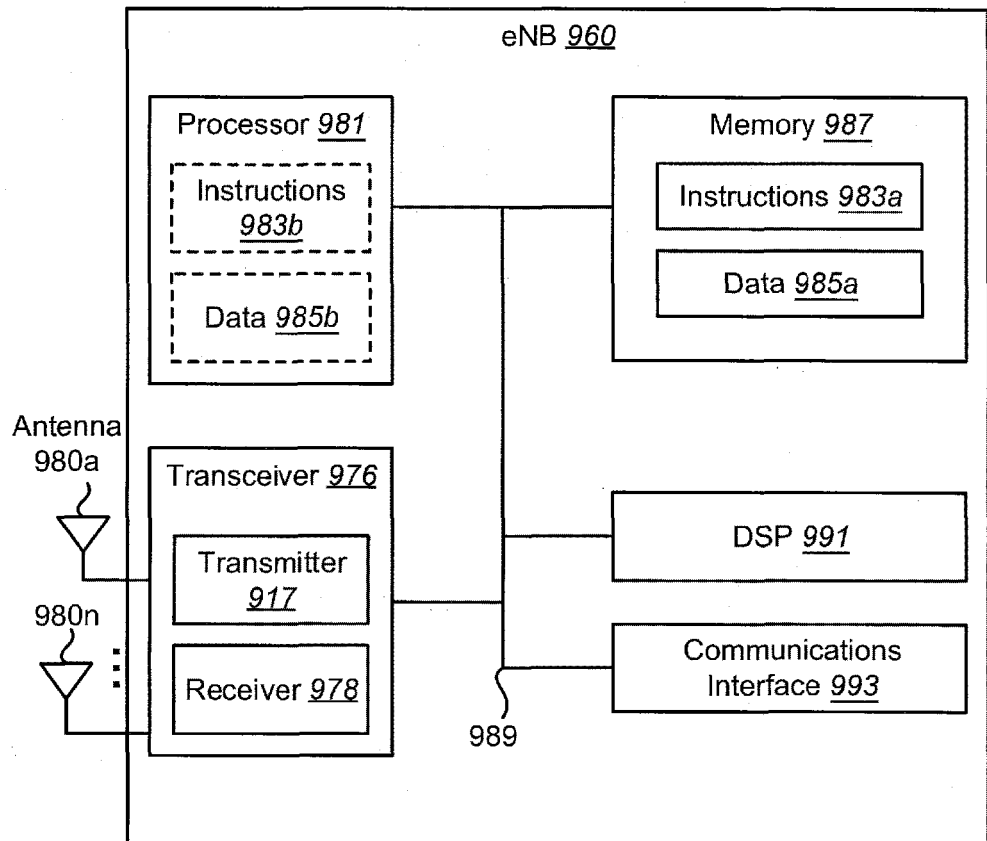 eNB 960
Processor 981
Instructions
983b
Data 985b
Memory 987
Instructions 983a
Data 985a
Antenna
980a
980n
Transceiver 976
Transmitter
917
Receiver 978
DSP 991
Communications
Interface 993
989